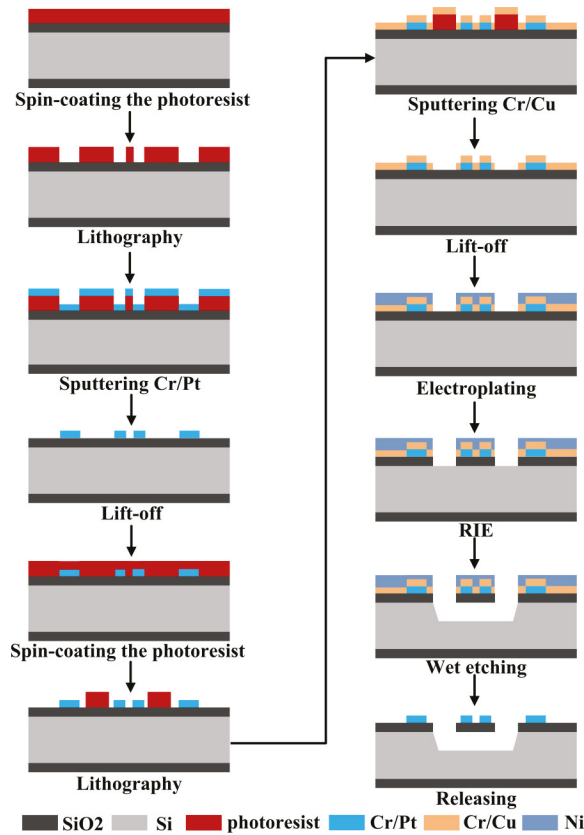 Spin-coating the photoresist
Lithography
Sputtering Cr/Pt
Lift-off
Spin-coating the photoresist
Lithography
Sputtering Cr/Cu
Lift-off
Electroplating
RIE
Wet etching
Releasing
SiO2 Si photoresist Cr/Pt Cr/Cu Ni